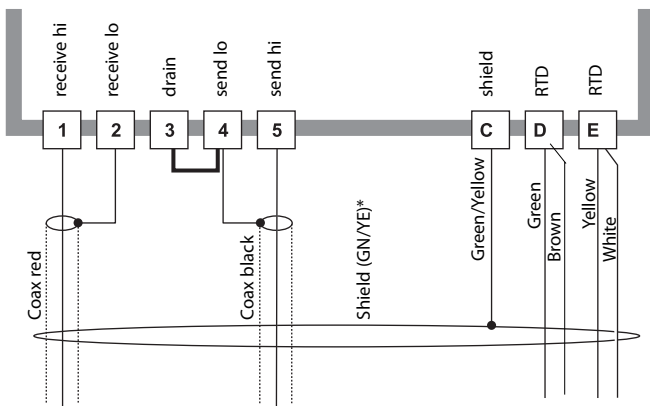 receive hi
receive lo
drain
send lo
send hi
shield
RTD
RTD
1
2
3
4
5
C
D
E
Coax red
Coax black
Shield (GN/YE)*
Green/Yellow
Green
Brown
Yellow
White